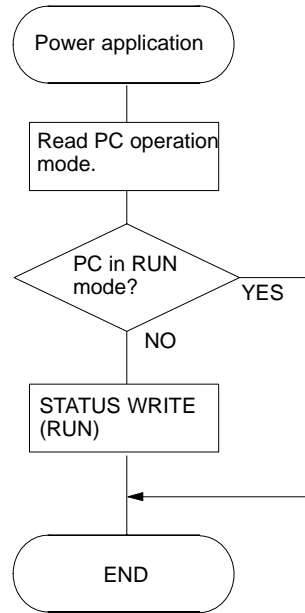 Power application
Read PC operation
mode.
PC in RUN
mode?
YES
NO
STATUS WRITE
(RUN)
END